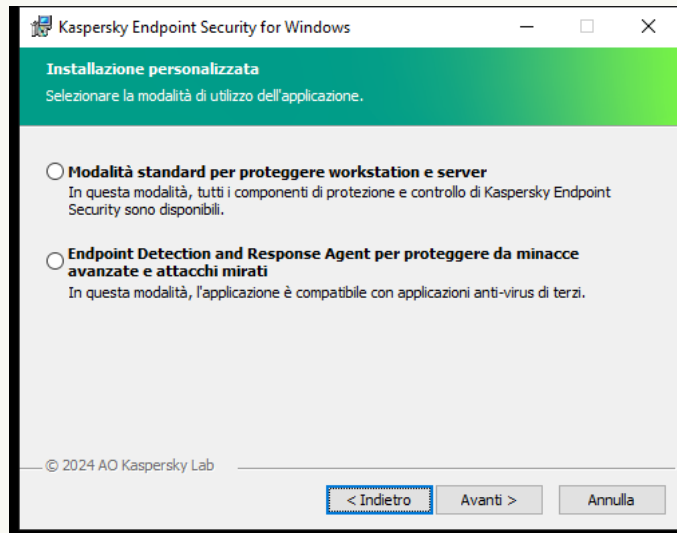 Kaspersky Endpoint Security for Windows
Installazione personalizzata
Selezionare la modalità di utilizzo dell'applicazione.
Modalità standard per proteggere workstation e server
In questa modalità, tutti i componenti di protezione e controllo di Kaspersky Endpoint
Security sono disponibili.
Endpoint Detection and Response Agent per proteggere da minacce
avanzate e attacchi mirati
In questa modalità, l'applicazione è compatibile con applicazioni anti-virus di terzi.
© 2024 AO Kaspersky Lab
< Indietro Avanti > Annulla